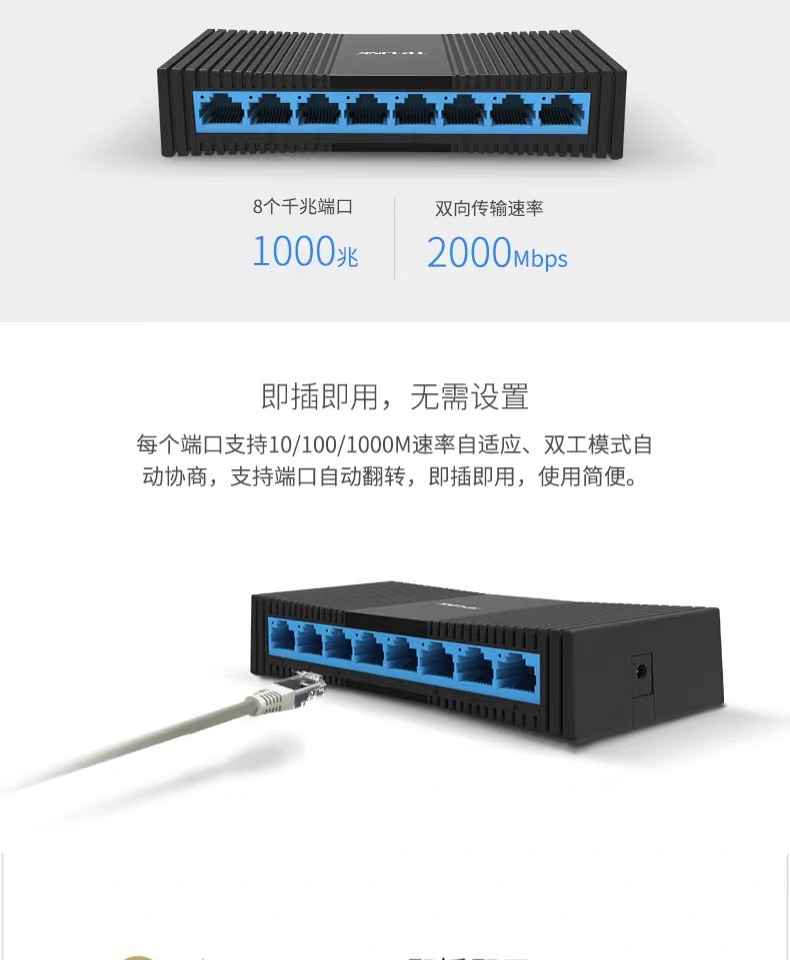 TP-LINK
8个千兆端口
双向传输速率
1000兆
2000Mbps
即插即用，无需设置
每个端口支持10/100/1000M速率自适应、双工模式自
动协商，支持端口自动翻转，即插即用，使用简便。